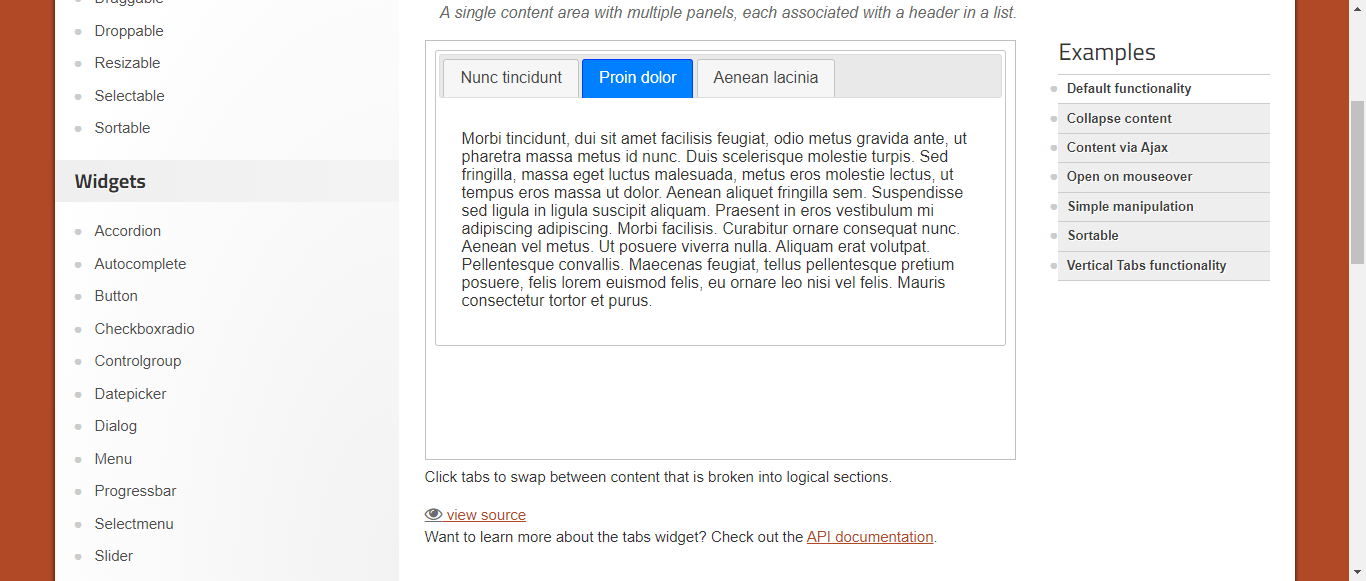 Draggable
Droppable
Resizable
Selectable
Sortable
Widgets
Accordion
Autocomplete
Button
Checkboxradio
Controlgroup
Datepicker
Dialog
Menu
Progressbar
Selectmenu
Slider
A single content area with multiple panels, each associated with a header in a list.
Nunc tincidunt Proin dolor Aenean lacinia
Morbi tincidunt, dui sit amet facilisis feugiat, odio metus gravida ante, ut
pharetra massa metus id nunc. Duis scelerisque molestie turpis. Sed
fringilla, massa eget luctus malesuada, metus eros molestie lectus, ut
tempus eros massa ut dolor. Aenean aliquet fringilla sem. Suspendisse
sed ligula in ligula suscipit aliquam. Praesent in eros vestibulum mi
adipiscing adipiscing. Morbi facilisis. Curabitur ornare consequat nunc.
Aenean vel metus. Ut posuere viverra nulla. Aliquam erat volutpat.
Pellentesque convallis. Maecenas feugiat, tellus pellentesque pretium
posuere, felis lorem euismod felis, eu ornare leo nisi vel felis. Mauris
consectetur tortor et purus.
Click tabs to swap between content that is broken into logical sections.
view source
Want to learn more about the tabs widget? Check out the API documentation.
Examples
Default functionality
Collapse content
Content via Ajax
Open on mouseover
Simple manipulation
Sortable
Vertical Tabs functionality